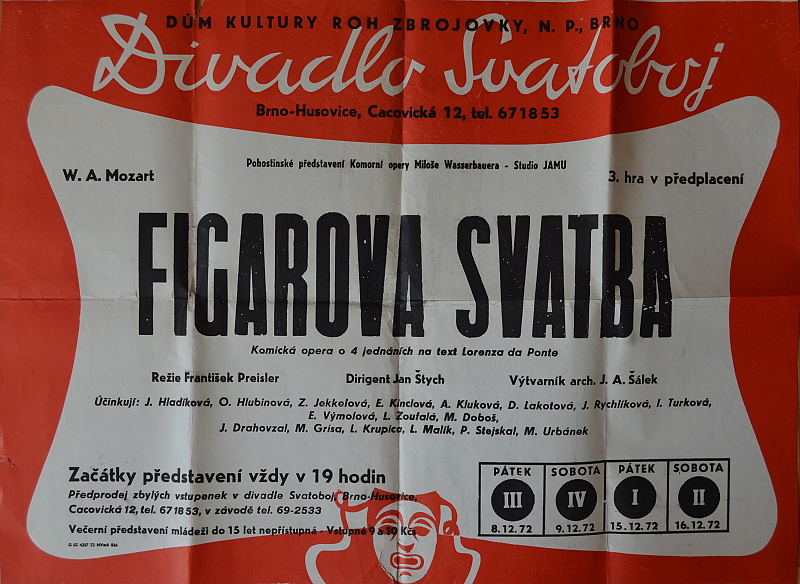 DŮM KULTURY ROH ZBROJOVKY, N. P., BRNO
Divadlo Svatoboj
Brno-Husovice, Cacovická 12, tel. 671853
Pohostinské představení Komorní opery Miloše Wasserbauera - Studio JAMU
W. A. Mozart
3. hra v předplacení
FIGAROVA SVATBA
Komická opera o 4 jednáních na text Lorenza da Ponte
Režie František Preisler Dirigent Jan Štych Výtvarník arch. J. A. Šálek
Účinkují: J. Hladíková, O. Hlubinová, Z. Jekkelová, E. Kinclová, A. Kluková, D. Lakotová, J. Rychlíková, I. Turková,
E. Výmolová, L. Zoufalá, M. Doboš,
J. Drahovzal, M. Grisa, L. Krupica, L. Malík, P. Stejskal, M. Urbánek
Začátky představení vždy v 19 hodin
Předprodej zbylých vstupenek v divadle Svatoboj, Brno-Husovice,
Cacovická 12, tel. 671853, v závodě tel. 69-2533
Večerní představení mládeži do 15 let nepřístupná - Vstupné 9 a 10 Kčs
PÁTEK SOBOTA PÁTEK SOBOTA
III IV I II
8.12.72 9.12.72 15.12.72 16.12.72